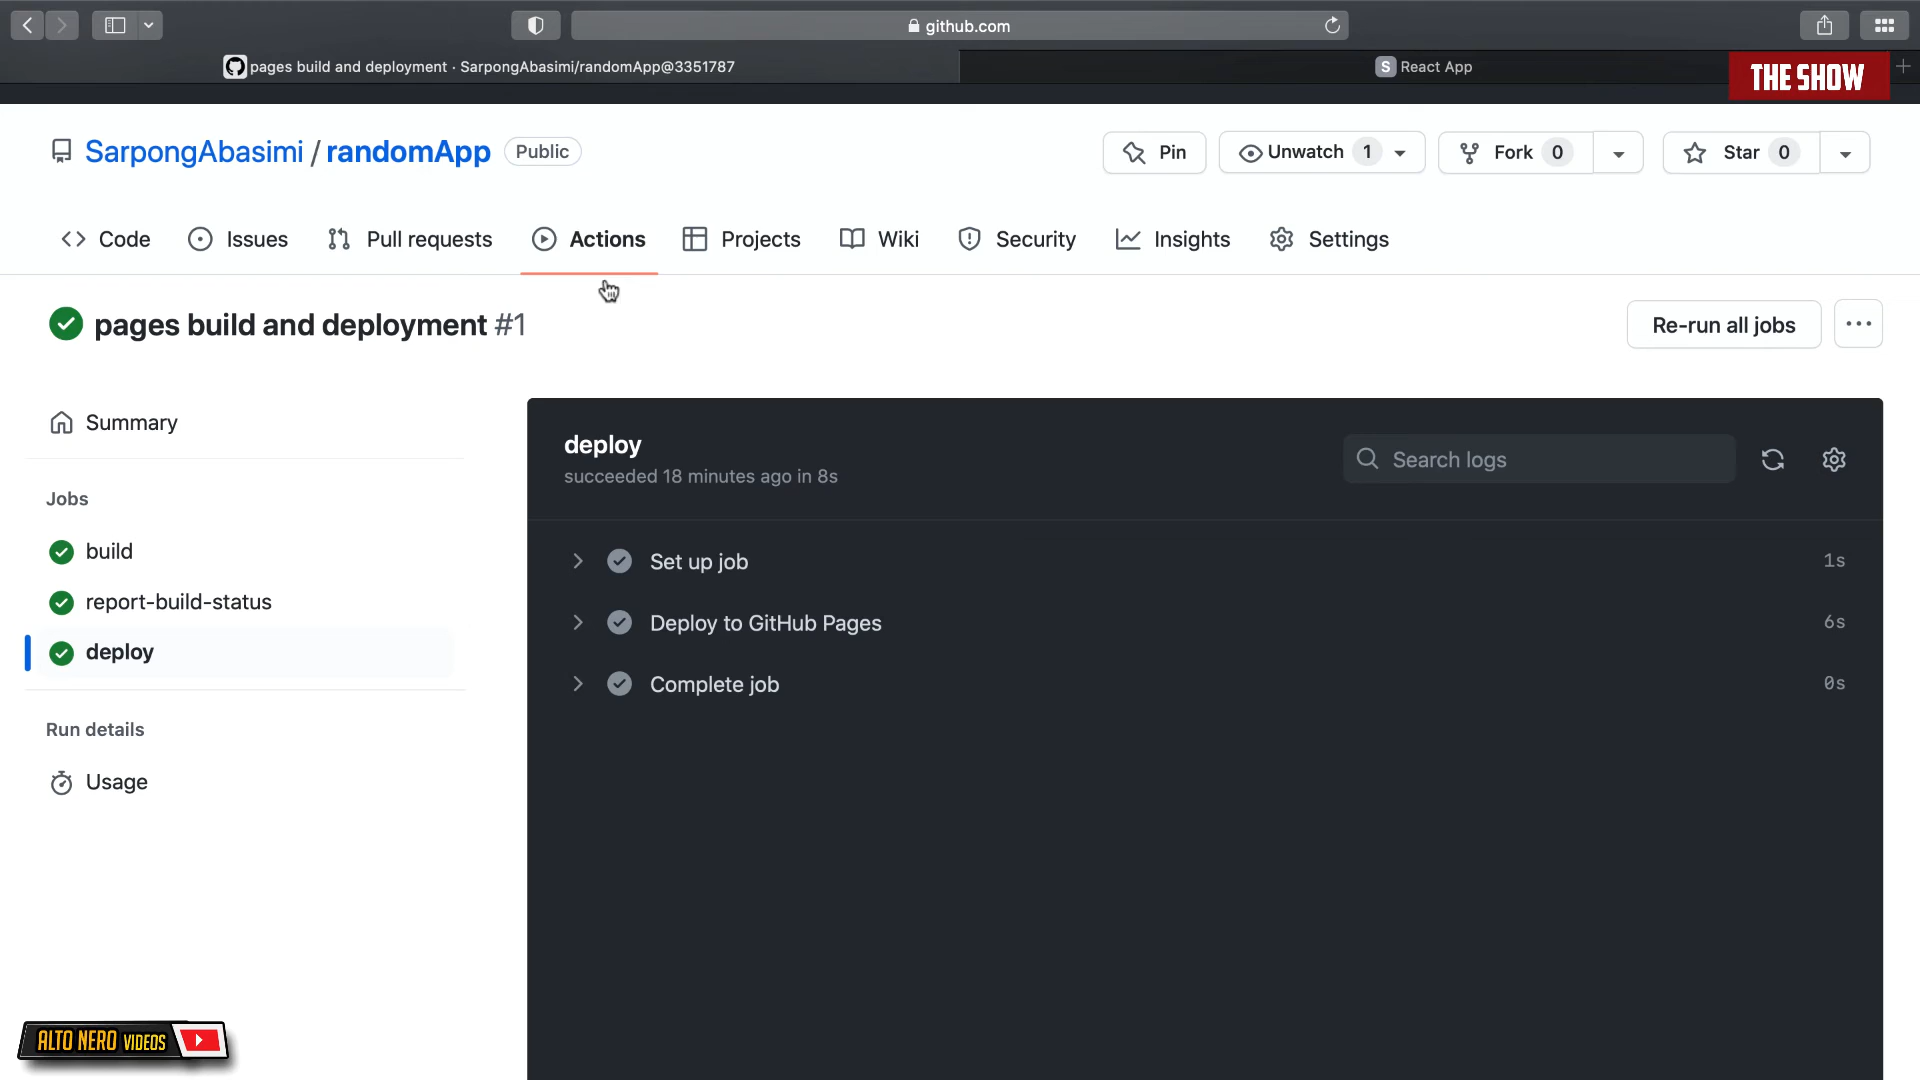 github.com
pages build and deployment · SarpongAbasimi/randomApp@3351787
S React App
THE SHOW
SarpongAbasimi / randomApp Public
Pin
Unwatch 1
Fork 0
Star 0
Code
Issues
Pull requests
Actions
Projects
Wiki
Security
Insights
Settings
pages build and deployment #1
Re-run all jobs
Summary
Jobs
build
report-build-status
deploy
Run details
Usage
deploy
succeeded 18 minutes ago in 8s
Search logs
Set up job 1s
Deploy to GitHub Pages 6s
Complete job 0s
ALTO NERO VIDEOS